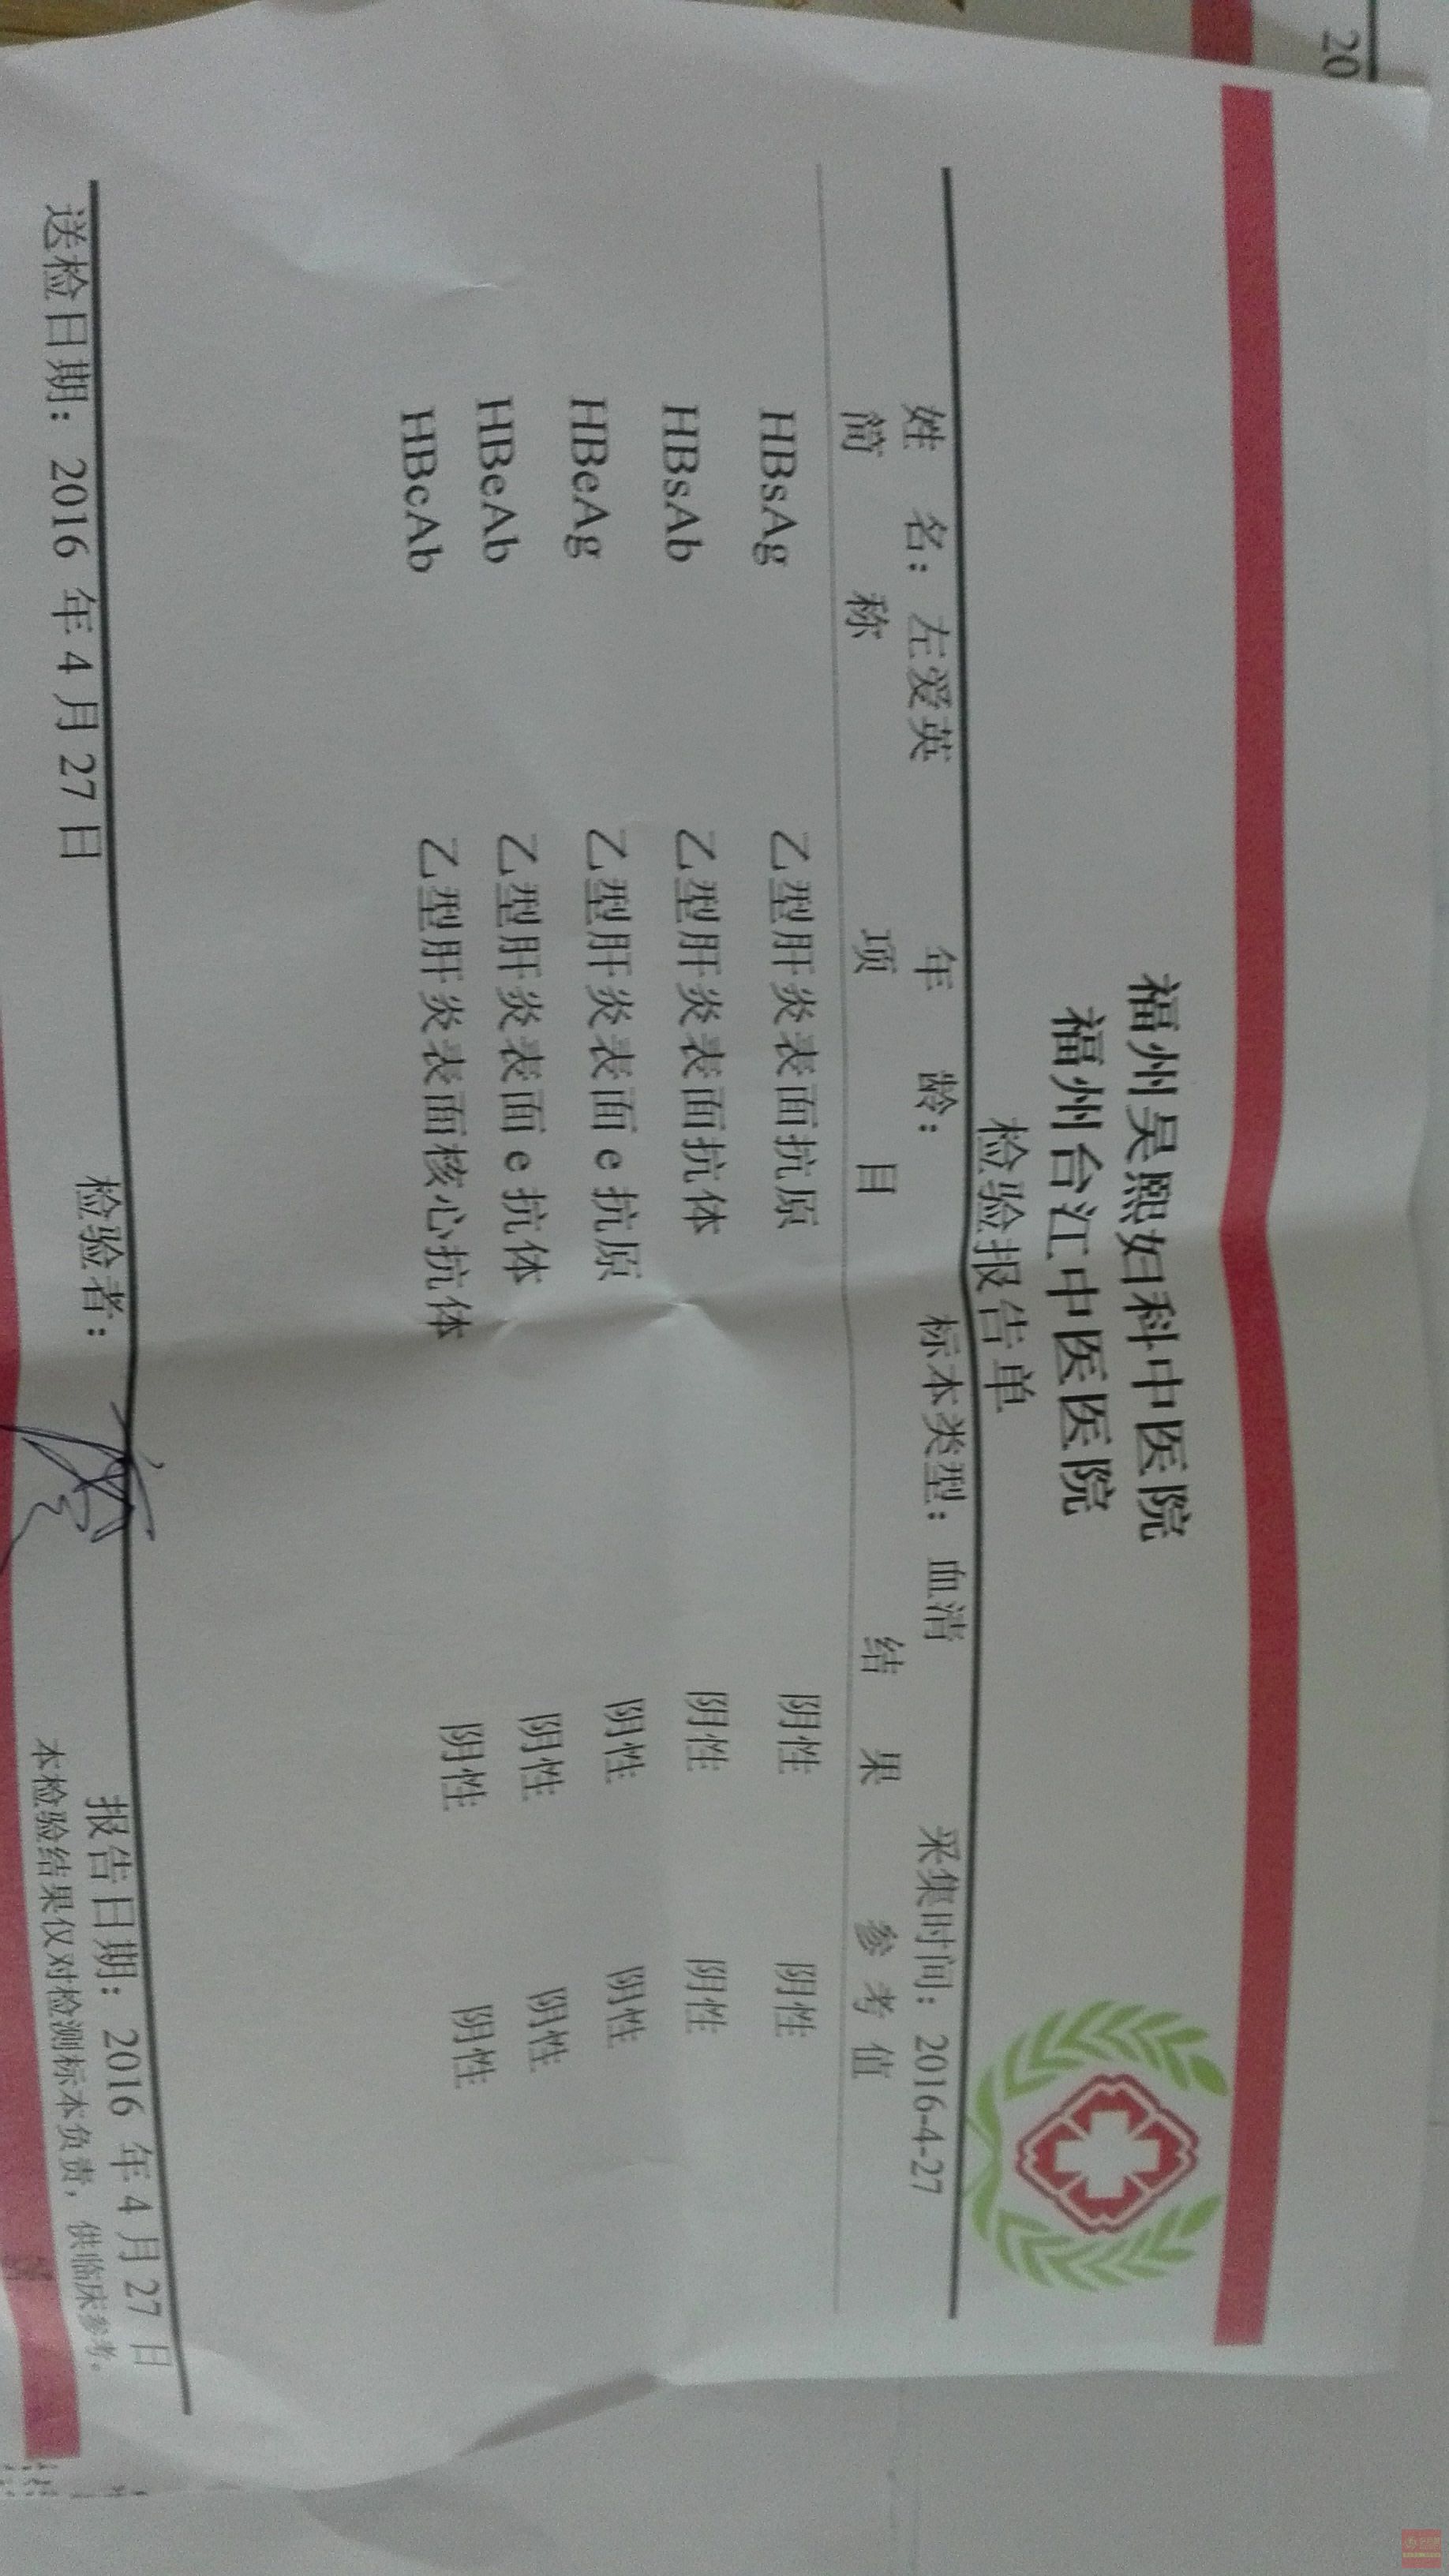 20
福州吴熙妇科中医院
福州台江中医医院
检验报告单
姓 名：左爱英 年 龄： 标本类型：血清 采集时间：2016-4-27
简 称 项 目 结 果 参 考 值
HBsAg 乙型肝炎表面抗原 阴性 阴性
HBsAb 乙型肝炎表面抗体 阴性 阴性
HBeAg 乙型肝炎表面 e 抗原 阴性 阴性
HBeAb 乙型肝炎表面 e 抗体 阴性 阴性
HBcAb 乙型肝炎表面核心抗体 阴性 阴性
送检日期：2016 年 4 月 27 日 检验者： 报告日期：2016 年 4 月 27 日
本检验结果仅对检测标本负责，供临床参考。